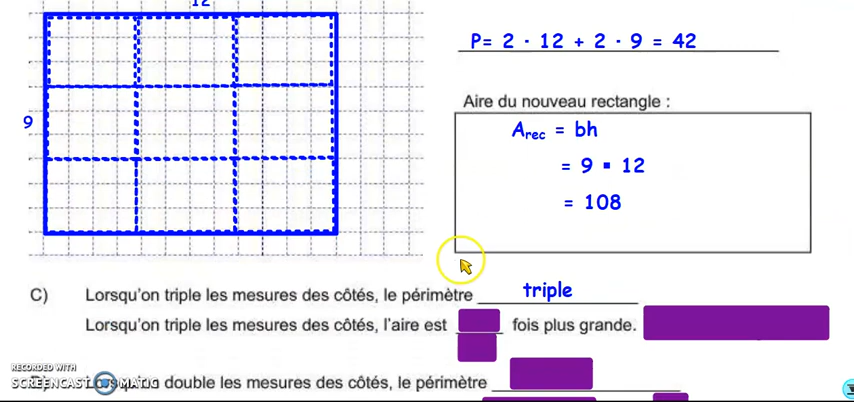 12
9
P= 2 · 12 + 2 · 9 = 42
Aire du nouveau rectangle :
Arec = bh
= 9 ▪ 12
= 108
C) Lorsqu'on triple les mesures des côtés, le périmètre triple
Lorsqu'on triple les mesures des côtés, l'aire est ____ fois plus grande.
RECORDED WITH
SCREENCAST MATIC
double les mesures des côtés, le périmètre